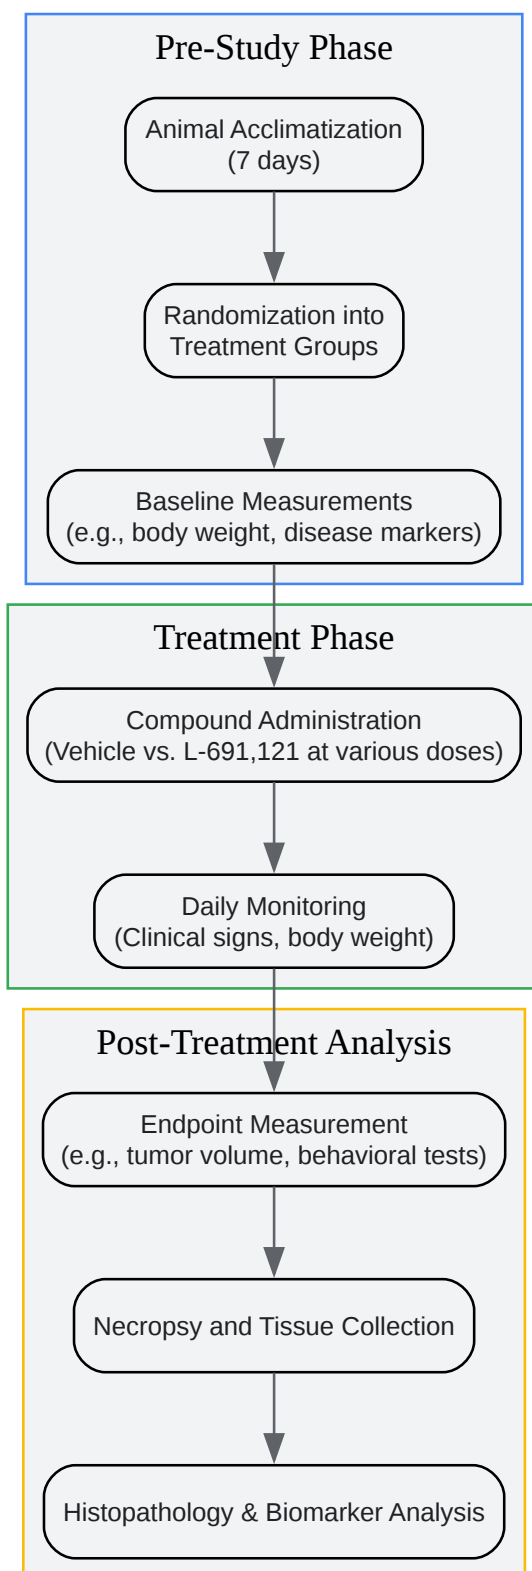 Pre-Study Phase
Animal Acclimatization
(7 days)
Randomization into
Treatment Groups
Baseline Measurements
(e.g., body weight, disease markers)
Treatment Phase
Compound Administration
(Vehicle vs. L-691,121 at various doses)
Daily Monitoring
(Clinical signs, body weight)
Post-Treatment Analysis
Endpoint Measurement
(e.g., tumor volume, behavioral tests)
Necropsy and Tissue Collection
Histopathology & Biomarker Analysis